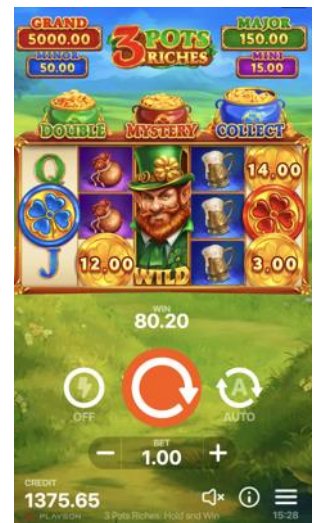 GRAND
5000.00
MINOR
50.00
3 POTS
RICHES
MAJOR
150.00
MINI
15.00
DOUBLE
MYSTERY
COLLECT
Q
14.00
J
12.00
WILD
3.00
WIN
80.20
OFF
A
AUTO
BET
- 1.00 +
CREDIT
1375.65
PLAYSON
3 Pots Riches: Hold and Win
15:28